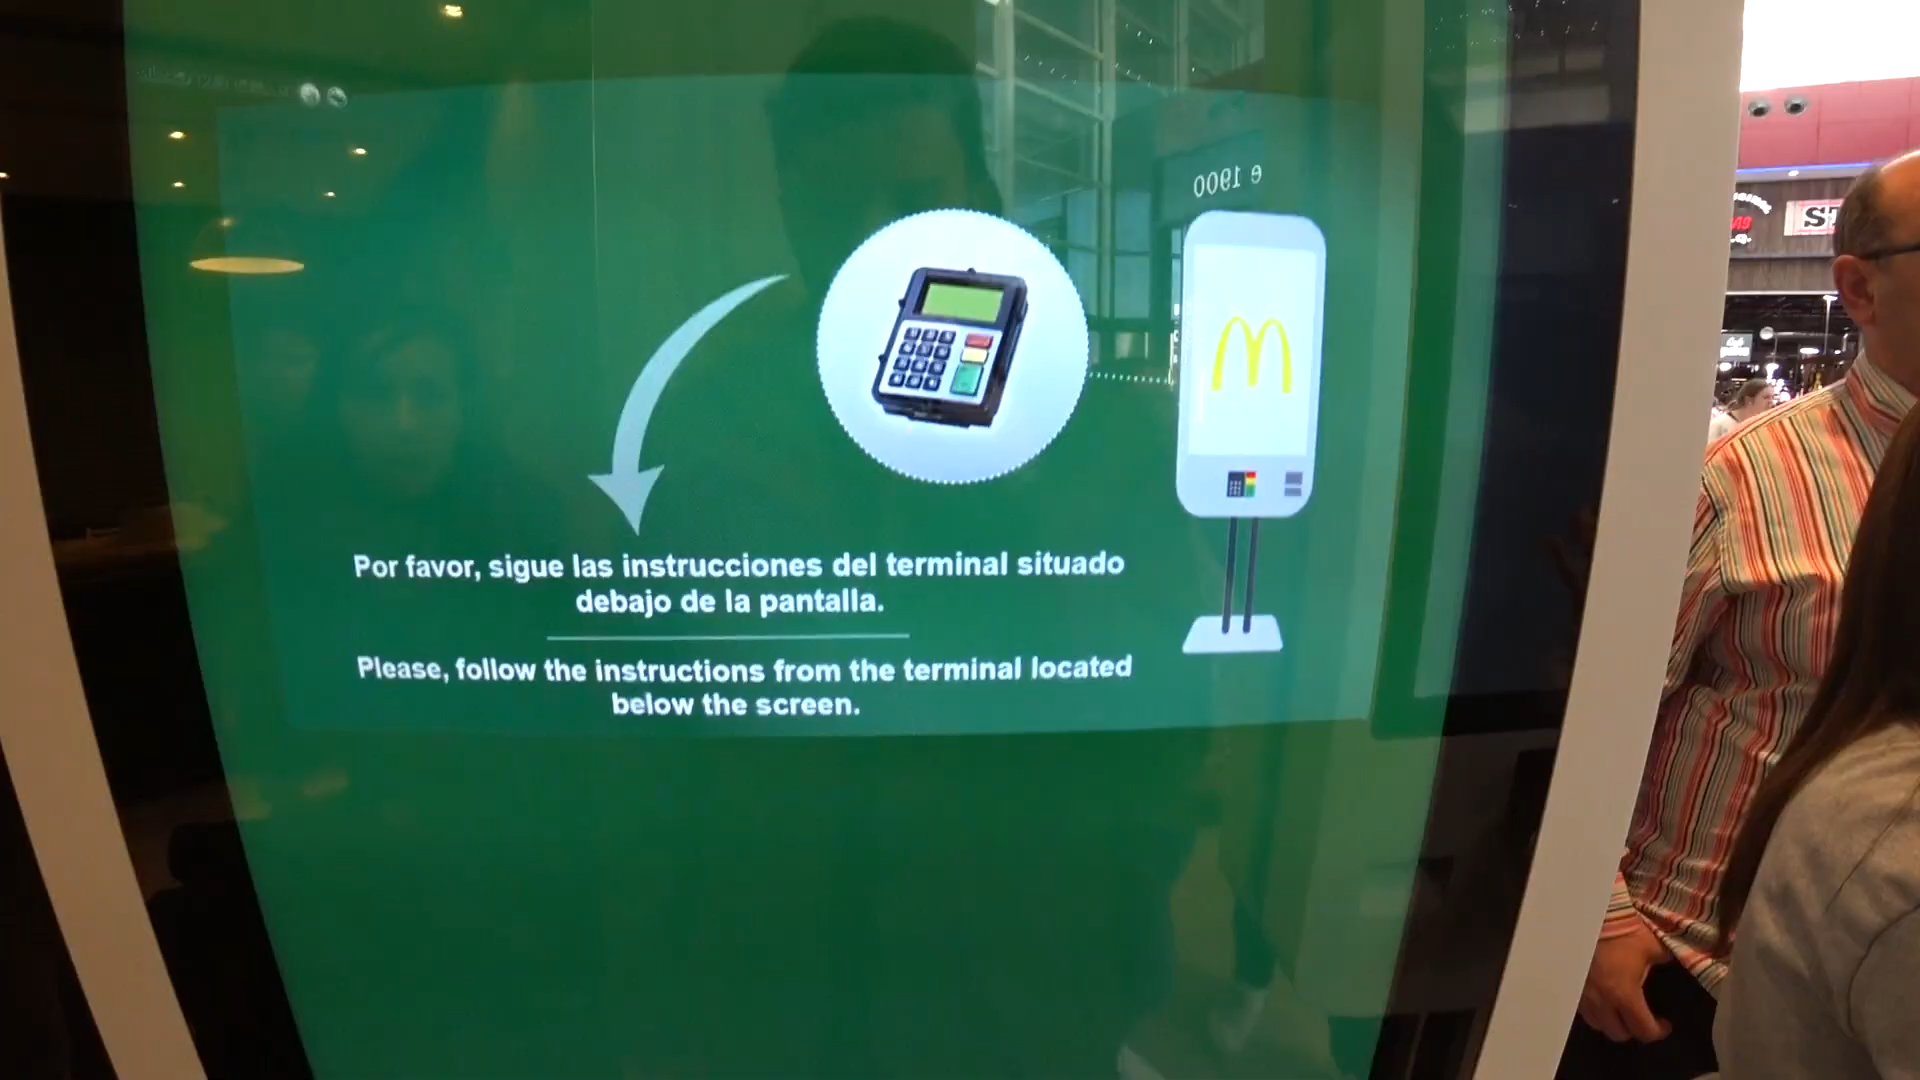 e 1900
Por favor, sigue las instrucciones del terminal situado
debajo de la pantalla.
Please, follow the instructions from the terminal located
below the screen.